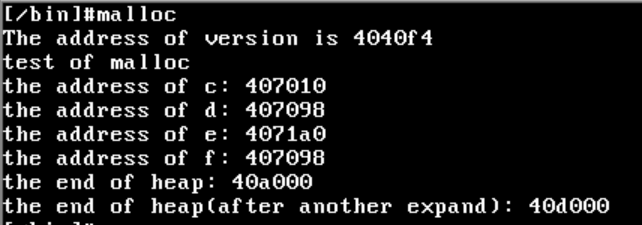 [/bin]#malloc
The address of version is 4040f4
test of malloc
the address of c: 407010
the address of d: 407098
the address of e: 4071a0
the address of f: 407098
the end of heap: 40a000
the end of heap(after another expand): 40d000